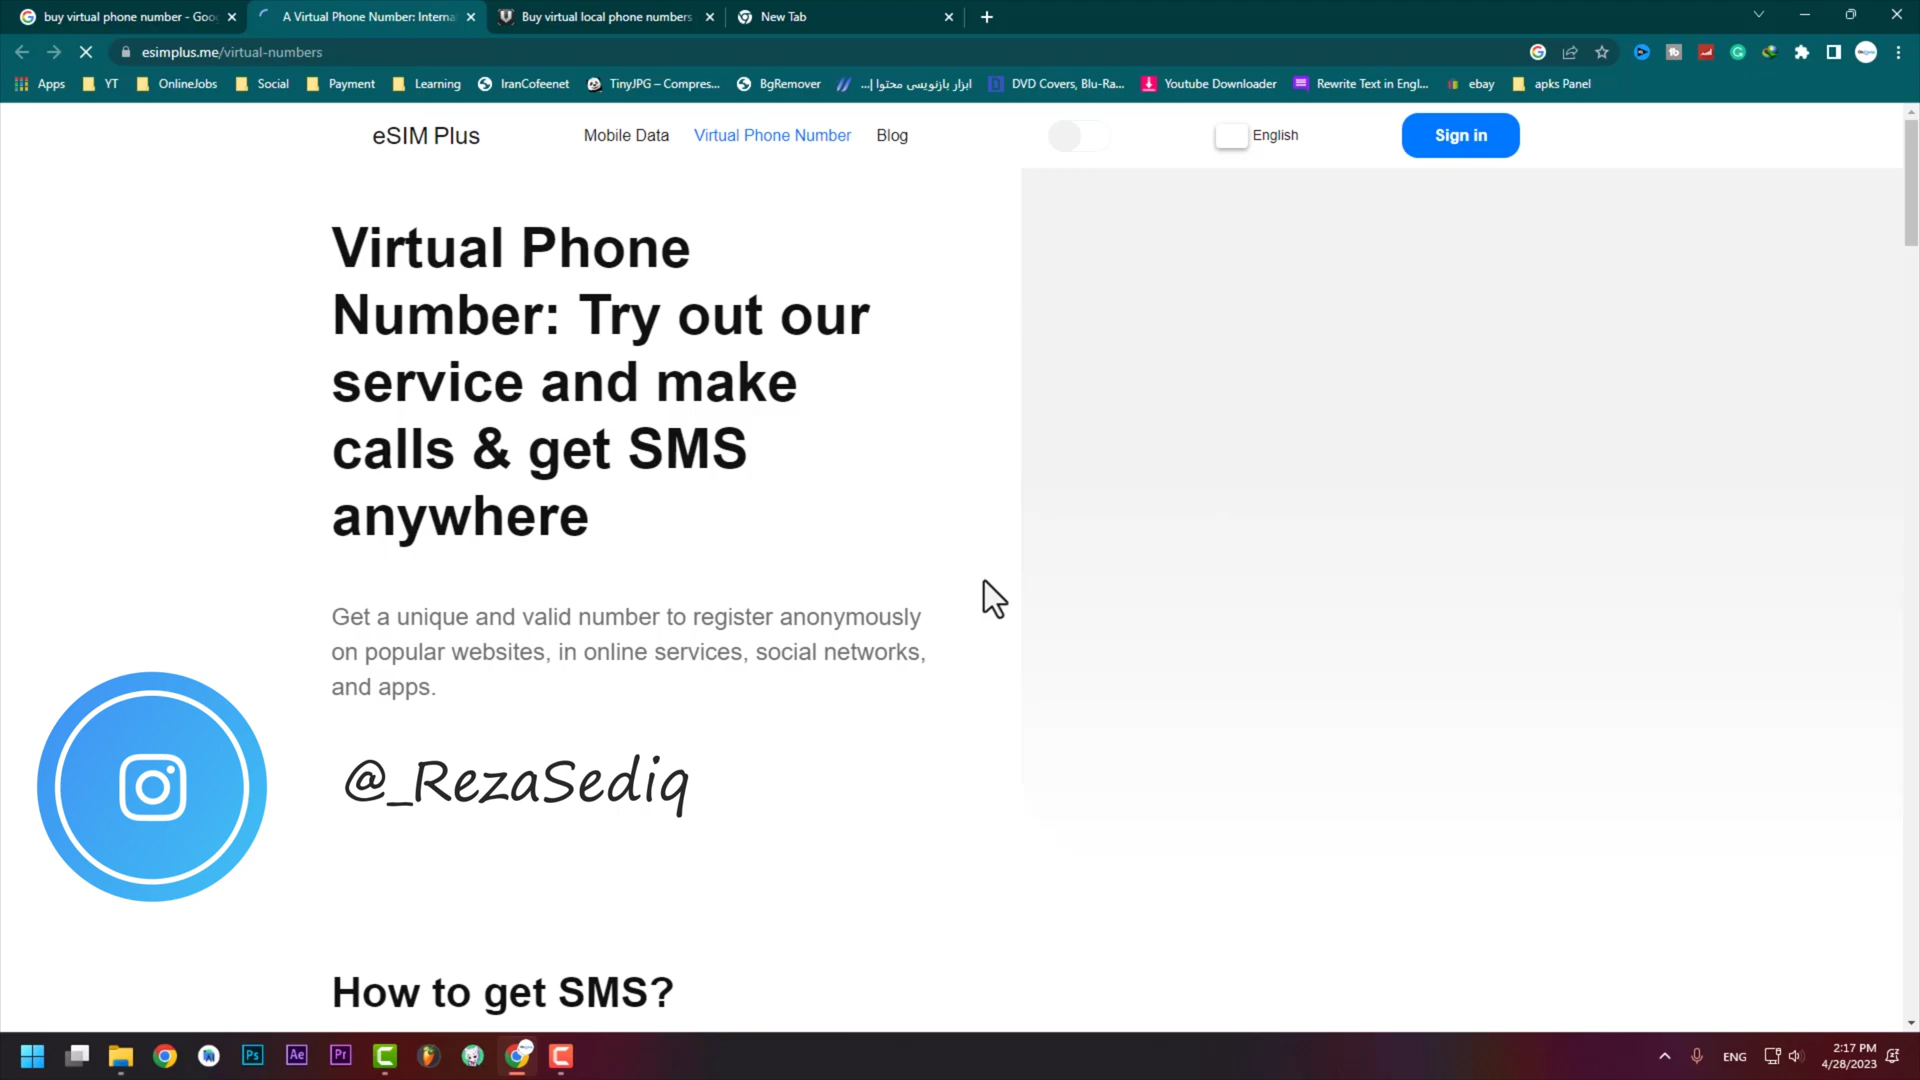 buy virtual phone number - Goo
A Virtual Phone Number: Interna
Buy virtual local phone numbers
New Tab
esimplus.me/virtual-numbers
Apps
YT
OnlineJobs
Social
Payment
Learning
IranCofeenet
TinyJPG – Compres...
BgRemover
ابزار بازنویسی محتوا |...
DVD Covers, Blu-Ra...
Youtube Downloader
Rewrite Text in Engl...
ebay
apks Panel
eSIM Plus
Mobile Data
Virtual Phone Number
Blog
English
Sign in
Virtual Phone
Number: Try out our
service and make
calls & get SMS
anywhere
Get a unique and valid number to register anonymously
on popular websites, in online services, social networks,
and apps.
@_RezaSediq
How to get SMS?
Ps
Ae
Pr
ENG
2:17 PM
4/28/2023